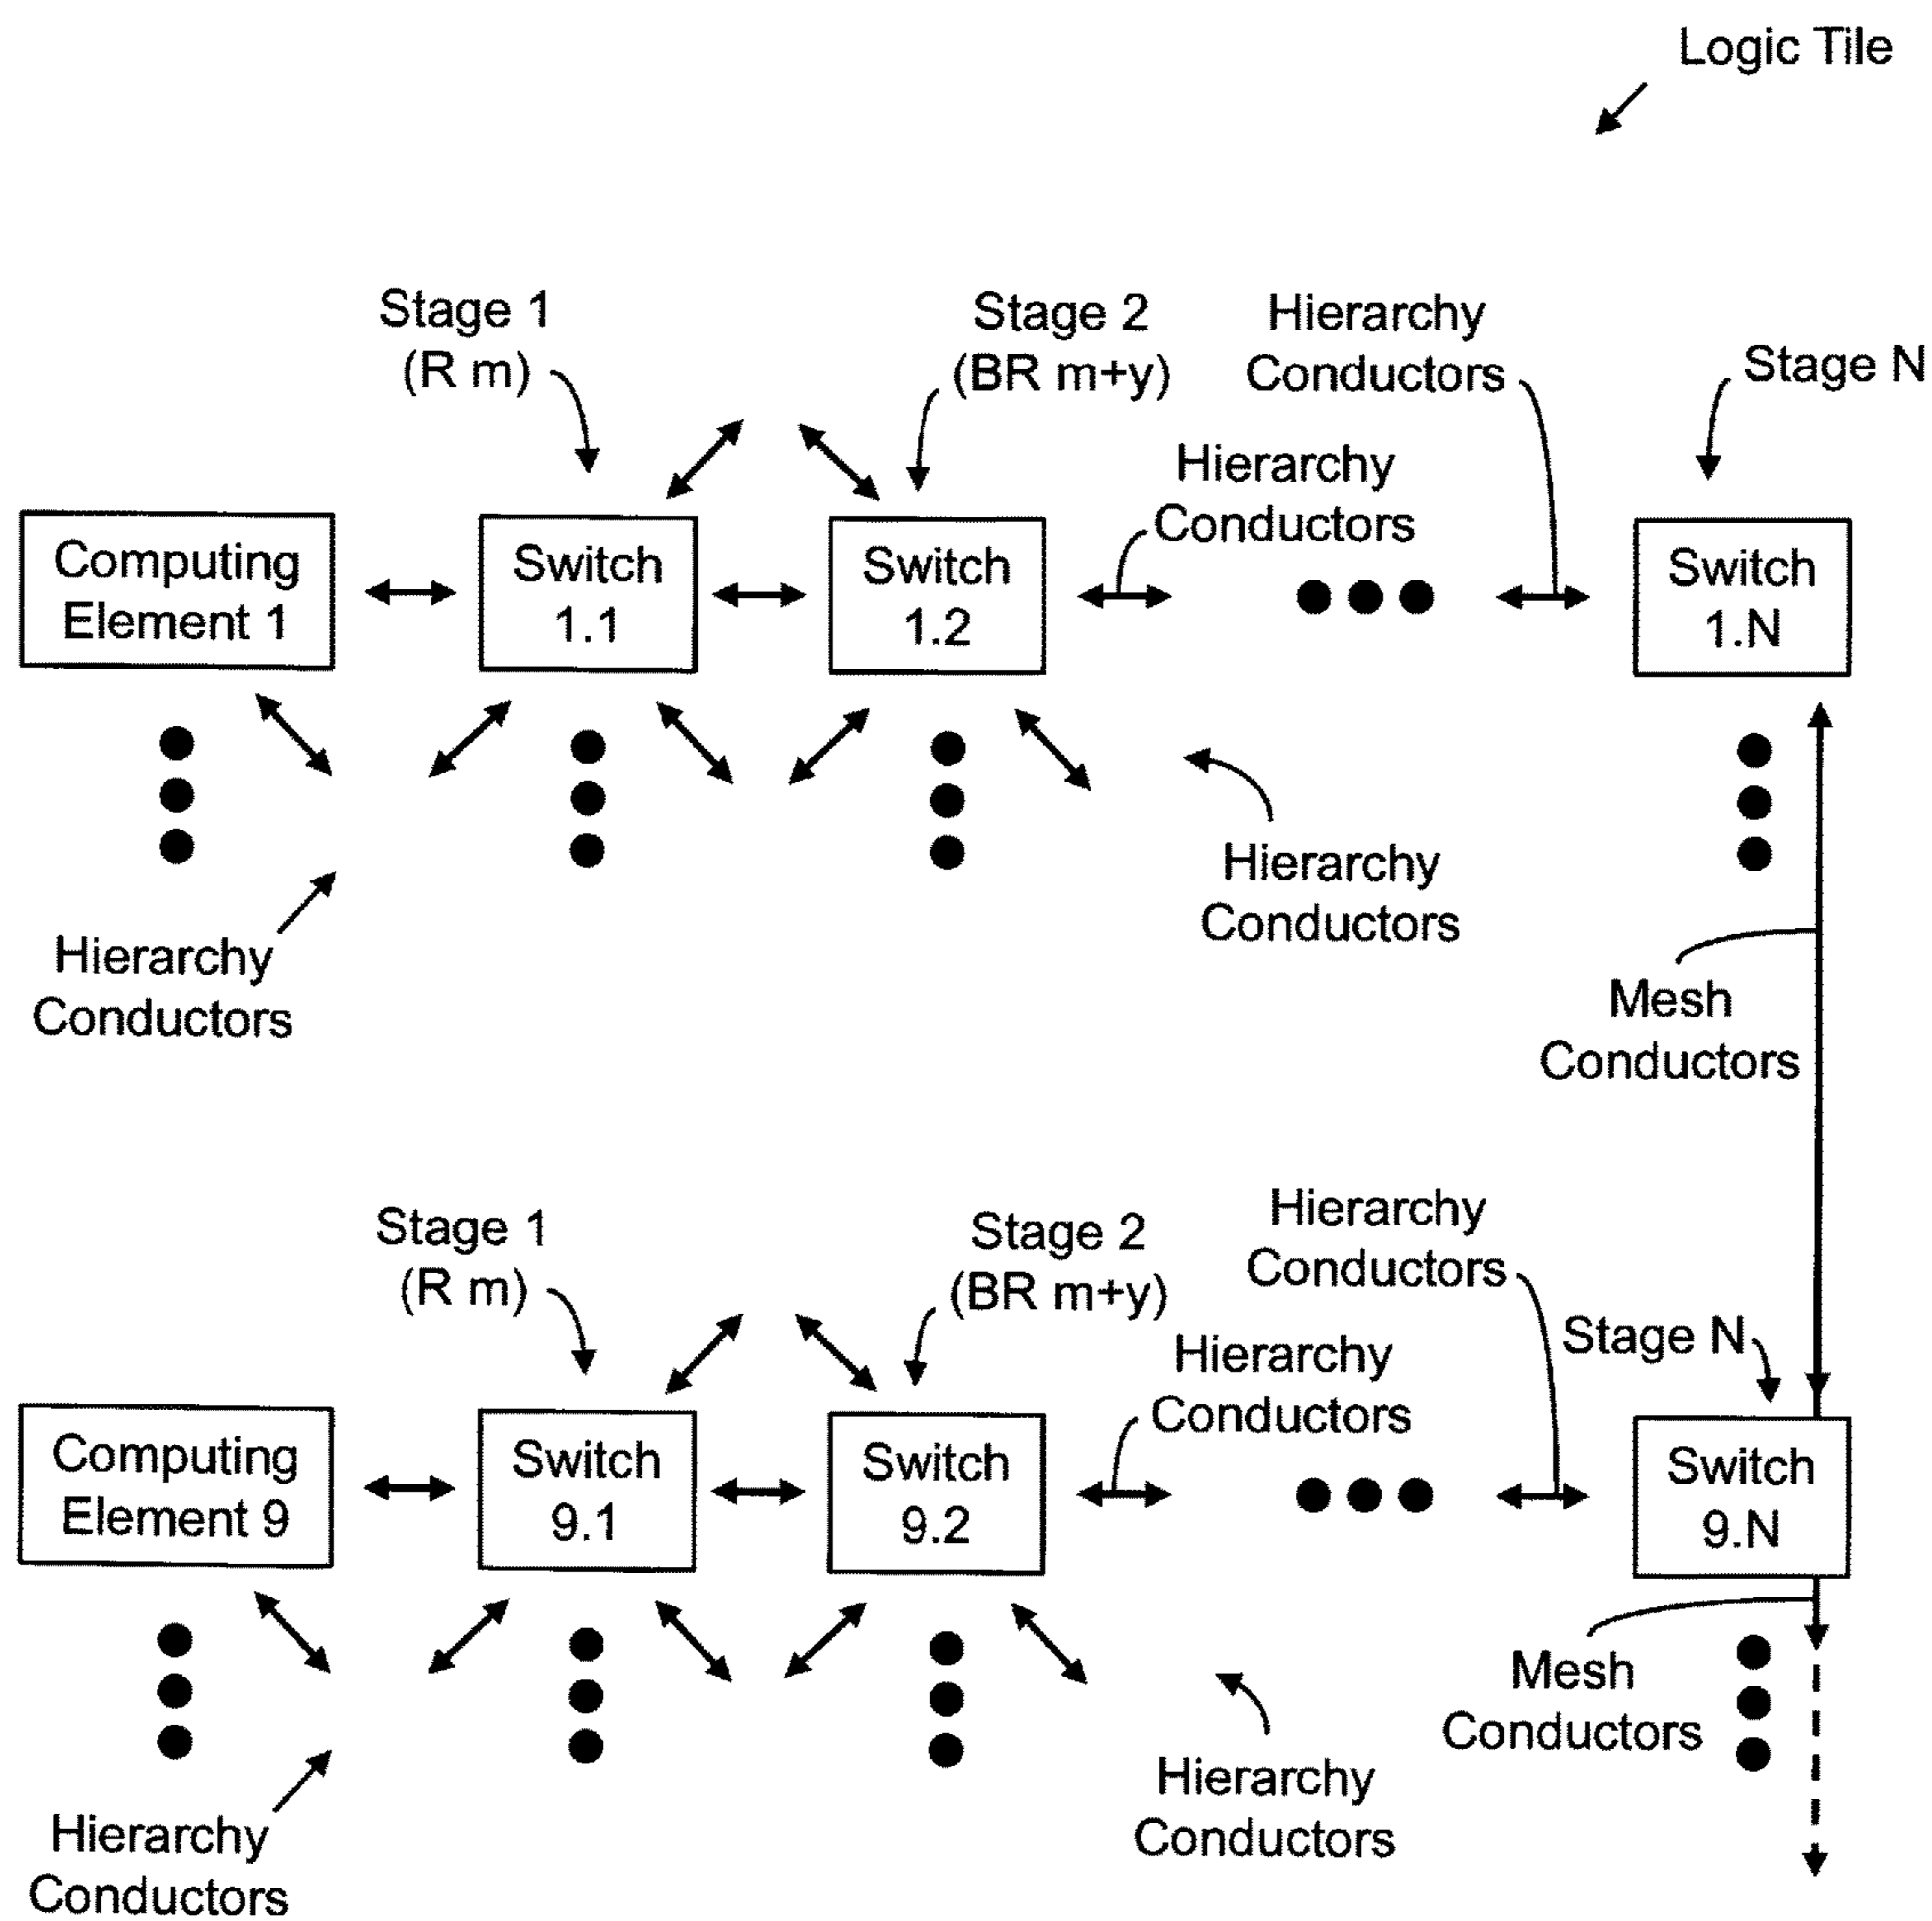 Logic Tile
Stage 1
(R m)
Stage 2
(BR m+y)
Hierarchy
Conductors
Stage N
Hierarchy
Conductors
Computing
Element 1
Switch
1.1
Switch
1.2
Switch
1.N
Hierarchy
Conductors
Hierarchy
Conductors
Mesh
Conductors
Stage 1
(R m)
Stage 2
(BR m+y)
Hierarchy
Conductors
Stage N
Hierarchy
Conductors
Computing
Element 9
Switch
9.1
Switch
9.2
Switch
9.N
Mesh
Conductors
Hierarchy
Conductors
Hierarchy
Conductors